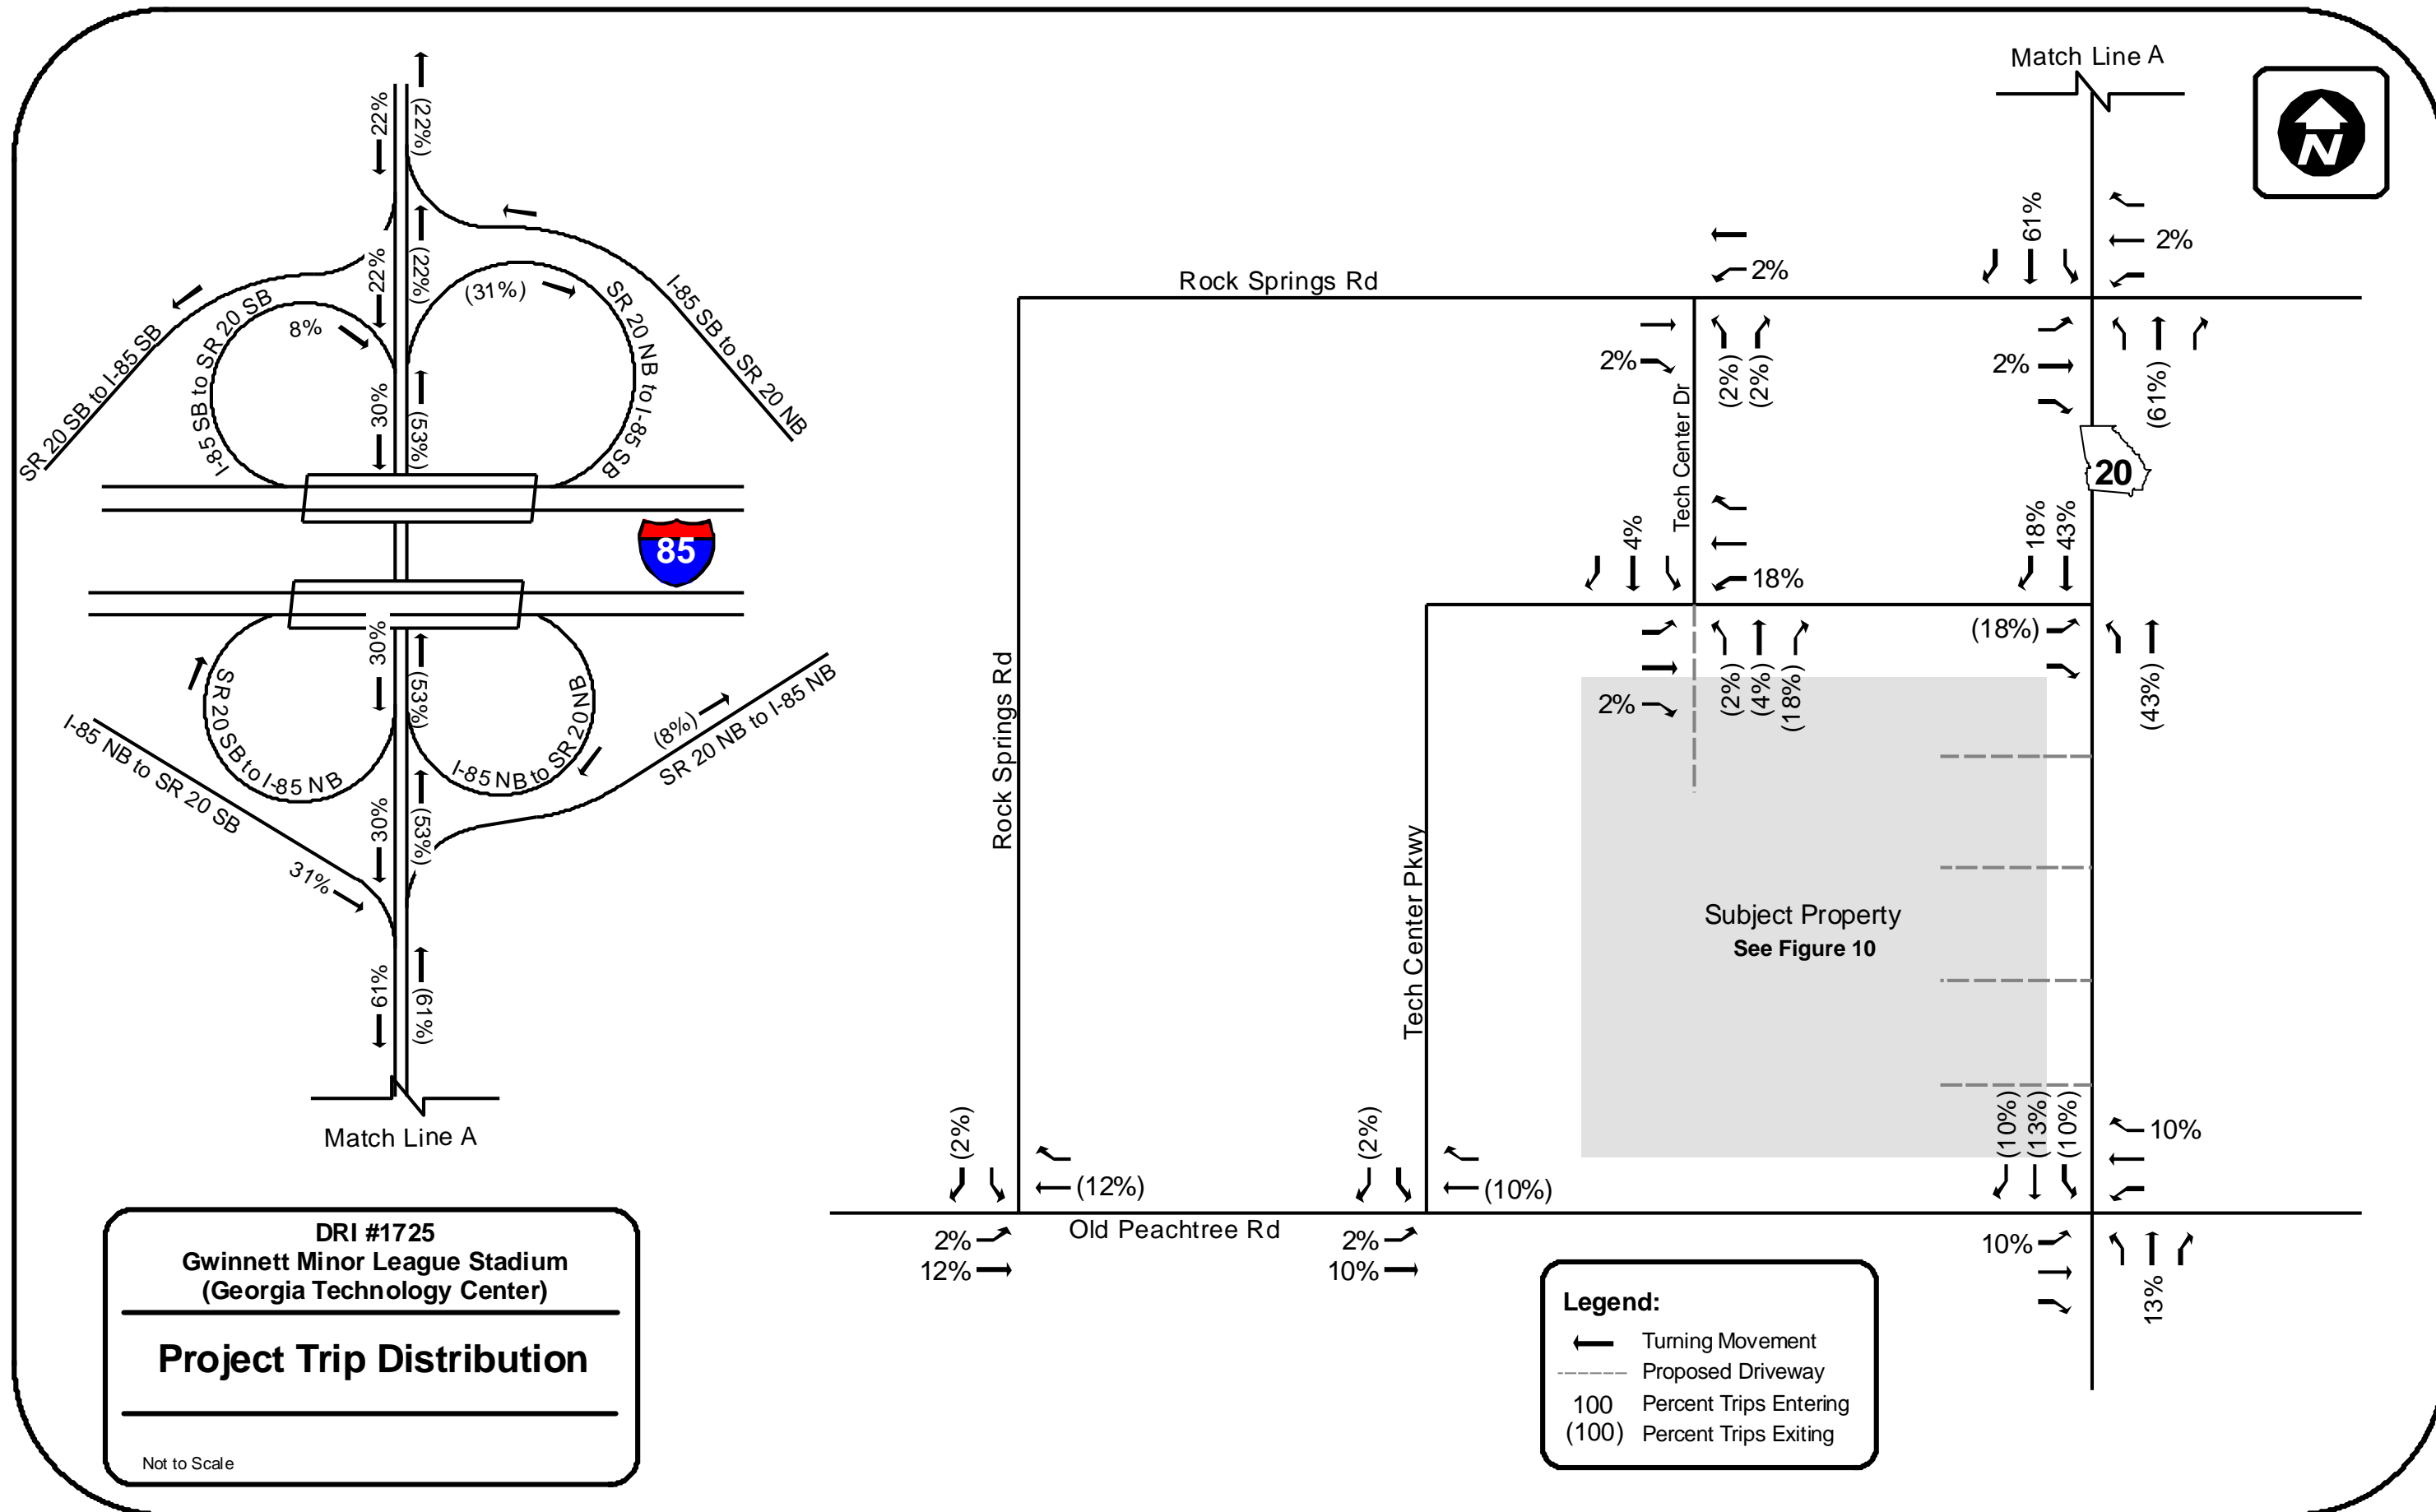 Match Line A
N
22%
(22%)
22%
(22%)
(31%)
8%
30%
(53%)
SR 20 SB to I-85 SB
I-85 SB to SR 20 SB
SR 20 NB to I-85 SB
I-85 SB to SR 20 NB
85
30%
(53%)
SR 20 SB to I-85 NB
I-85 NB to SR 20 NB
(8%)
SR 20 NB to I-85 NB
I-85 NB to SR 20 SB
30%
(53%)
31%
61%
(61%)
Match Line A
Rock Springs Rd
2%
2%
(2%)
(2%)
61%
2%
2%
(61%)
Tech Center Dr
20
4%
18%
18%
43%
2%
(2%)
(4%)
(18%)
(18%)
(43%)
Rock Springs Rd
Tech Center Pkwy
Subject Property
See Figure 10
(2%)
(12%)
2%
12%
Old Peachtree Rd
(2%)
(10%)
2%
10%
(10%)
(13%)
(10%)
10%
10%
13%
DRI #1725
Gwinnett Minor League Stadium
(Georgia Technology Center)
Project Trip Distribution
Not to Scale
Legend:
Turning Movement
Proposed Driveway
100 Percent Trips Entering
(100) Percent Trips Exiting